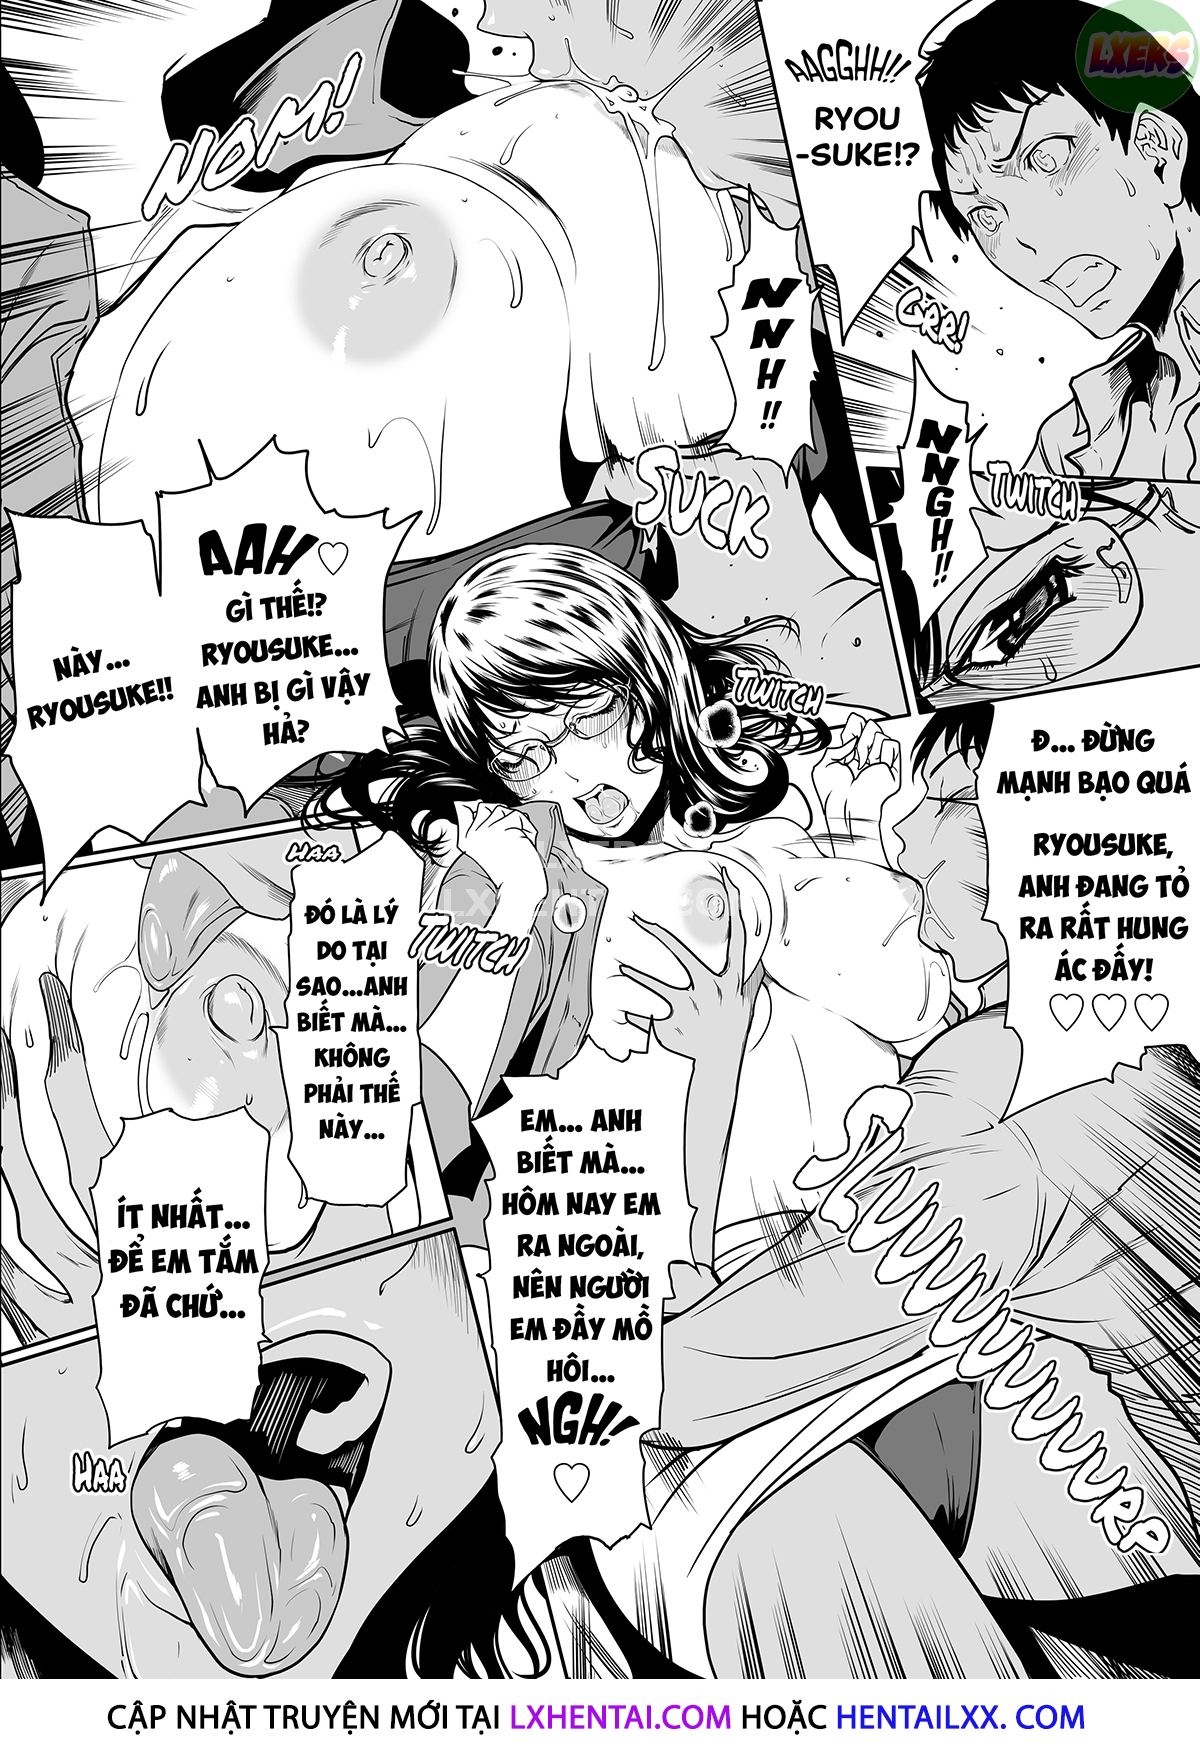 LXERS
AAGGHH!!
RYOU
-SUKE!?
NOM!
GRR!
NNH!!
NNGH!!
TWITCH
SUCK
AAH♡
GÌ THẾ!?
RYOUSUKE...
ANH BỊ GÌ VẬY
HẢ?
NÀY...
RYOUSUKE!!
TWITCH
Đ... ĐỪNG
MẠNH BẠO QUÁ
RYOUSUKE,
ANH ĐANG TỎ
RA RẤT HUNG
ÁC ĐẤY!
♡♡♡
HAA
ĐÓ LÀ LÝ
DO TẠI
SAO...ANH
BIẾT MÀ...
KHÔNG
PHẢI THẾ
NÀY...
TWITCH
EM... ANH
BIẾT MÀ...
HÔM NAY EM
RA NGOÀI,
NÊN NGƯỜI
EM ĐẦY MỒ
HÔI...
NGH!
♡
SLUUUUUUUUUURP
ÍT NHẤT...
ĐỂ EM TẮM
ĐÃ CHỨ...
HAA
CẬP NHẬT TRUYỆN MỚI TẠI LXHENTAI.COM HOẶC HENTAILXX. COM